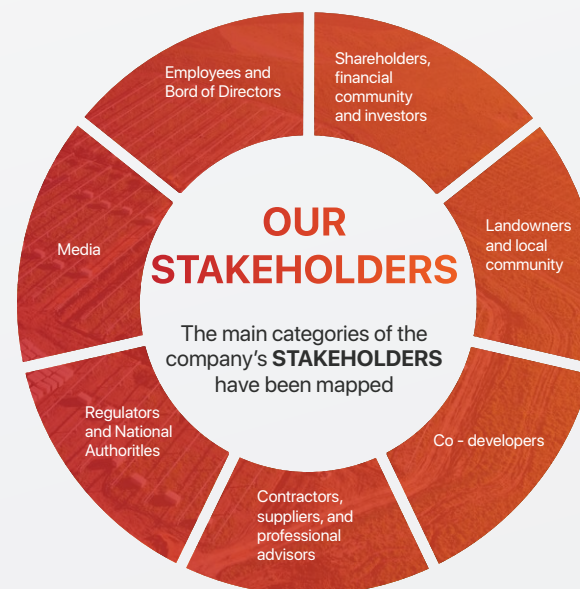 Employees and
Bord of Directors
Shareholders,
financial
community
and investors
Landowners
and local
community
Co - developers
Contractors,
suppliers, and
professional
advisors
Regulators
and National
Authoritles
Media
OUR
STAKEHOLDERS
The main categories of the
company's STAKEHOLDERS
have been mapped